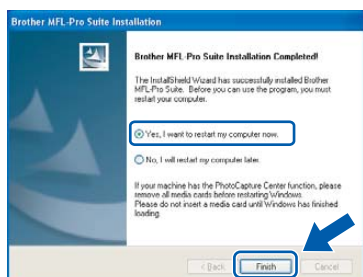 Brother MFL-Pro Suite Installation
Brother MFL-Pro Suite Installation Completed!
The InstallShield Wizard has successfully installed Brother
MFL-Pro Suite. Before you can use the program, you must
restart your computer.
Yes, I want to restart my computer now.
No, I will restart my computer later.
If your machine has the PhotoCapture Center function, please
remove all media cards before restarting Windows.
Please do not insert a media card until Windows has finished
loading.
< Back
Finish
Cancel